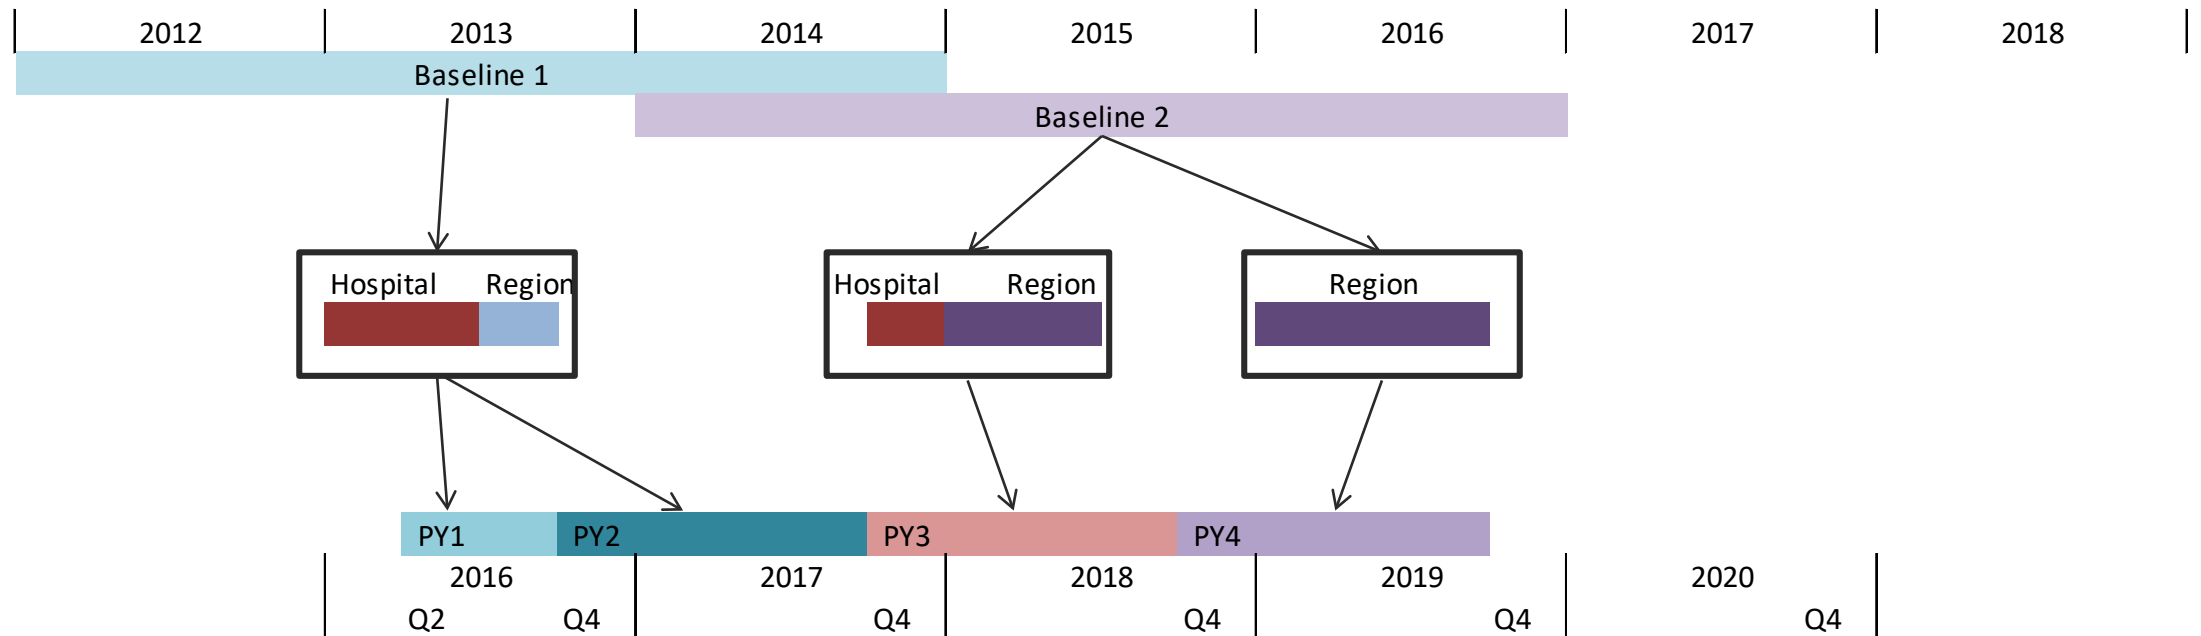 2012 2013 2014 2015 2016 2017 2018
Baseline 1
Baseline 2
Hospital Region Hospital Region Region
PY1 PY2 PY3 PY4
2016 2017 2018 2019 2020
Q2 Q4 Q4 Q4 Q4 Q4